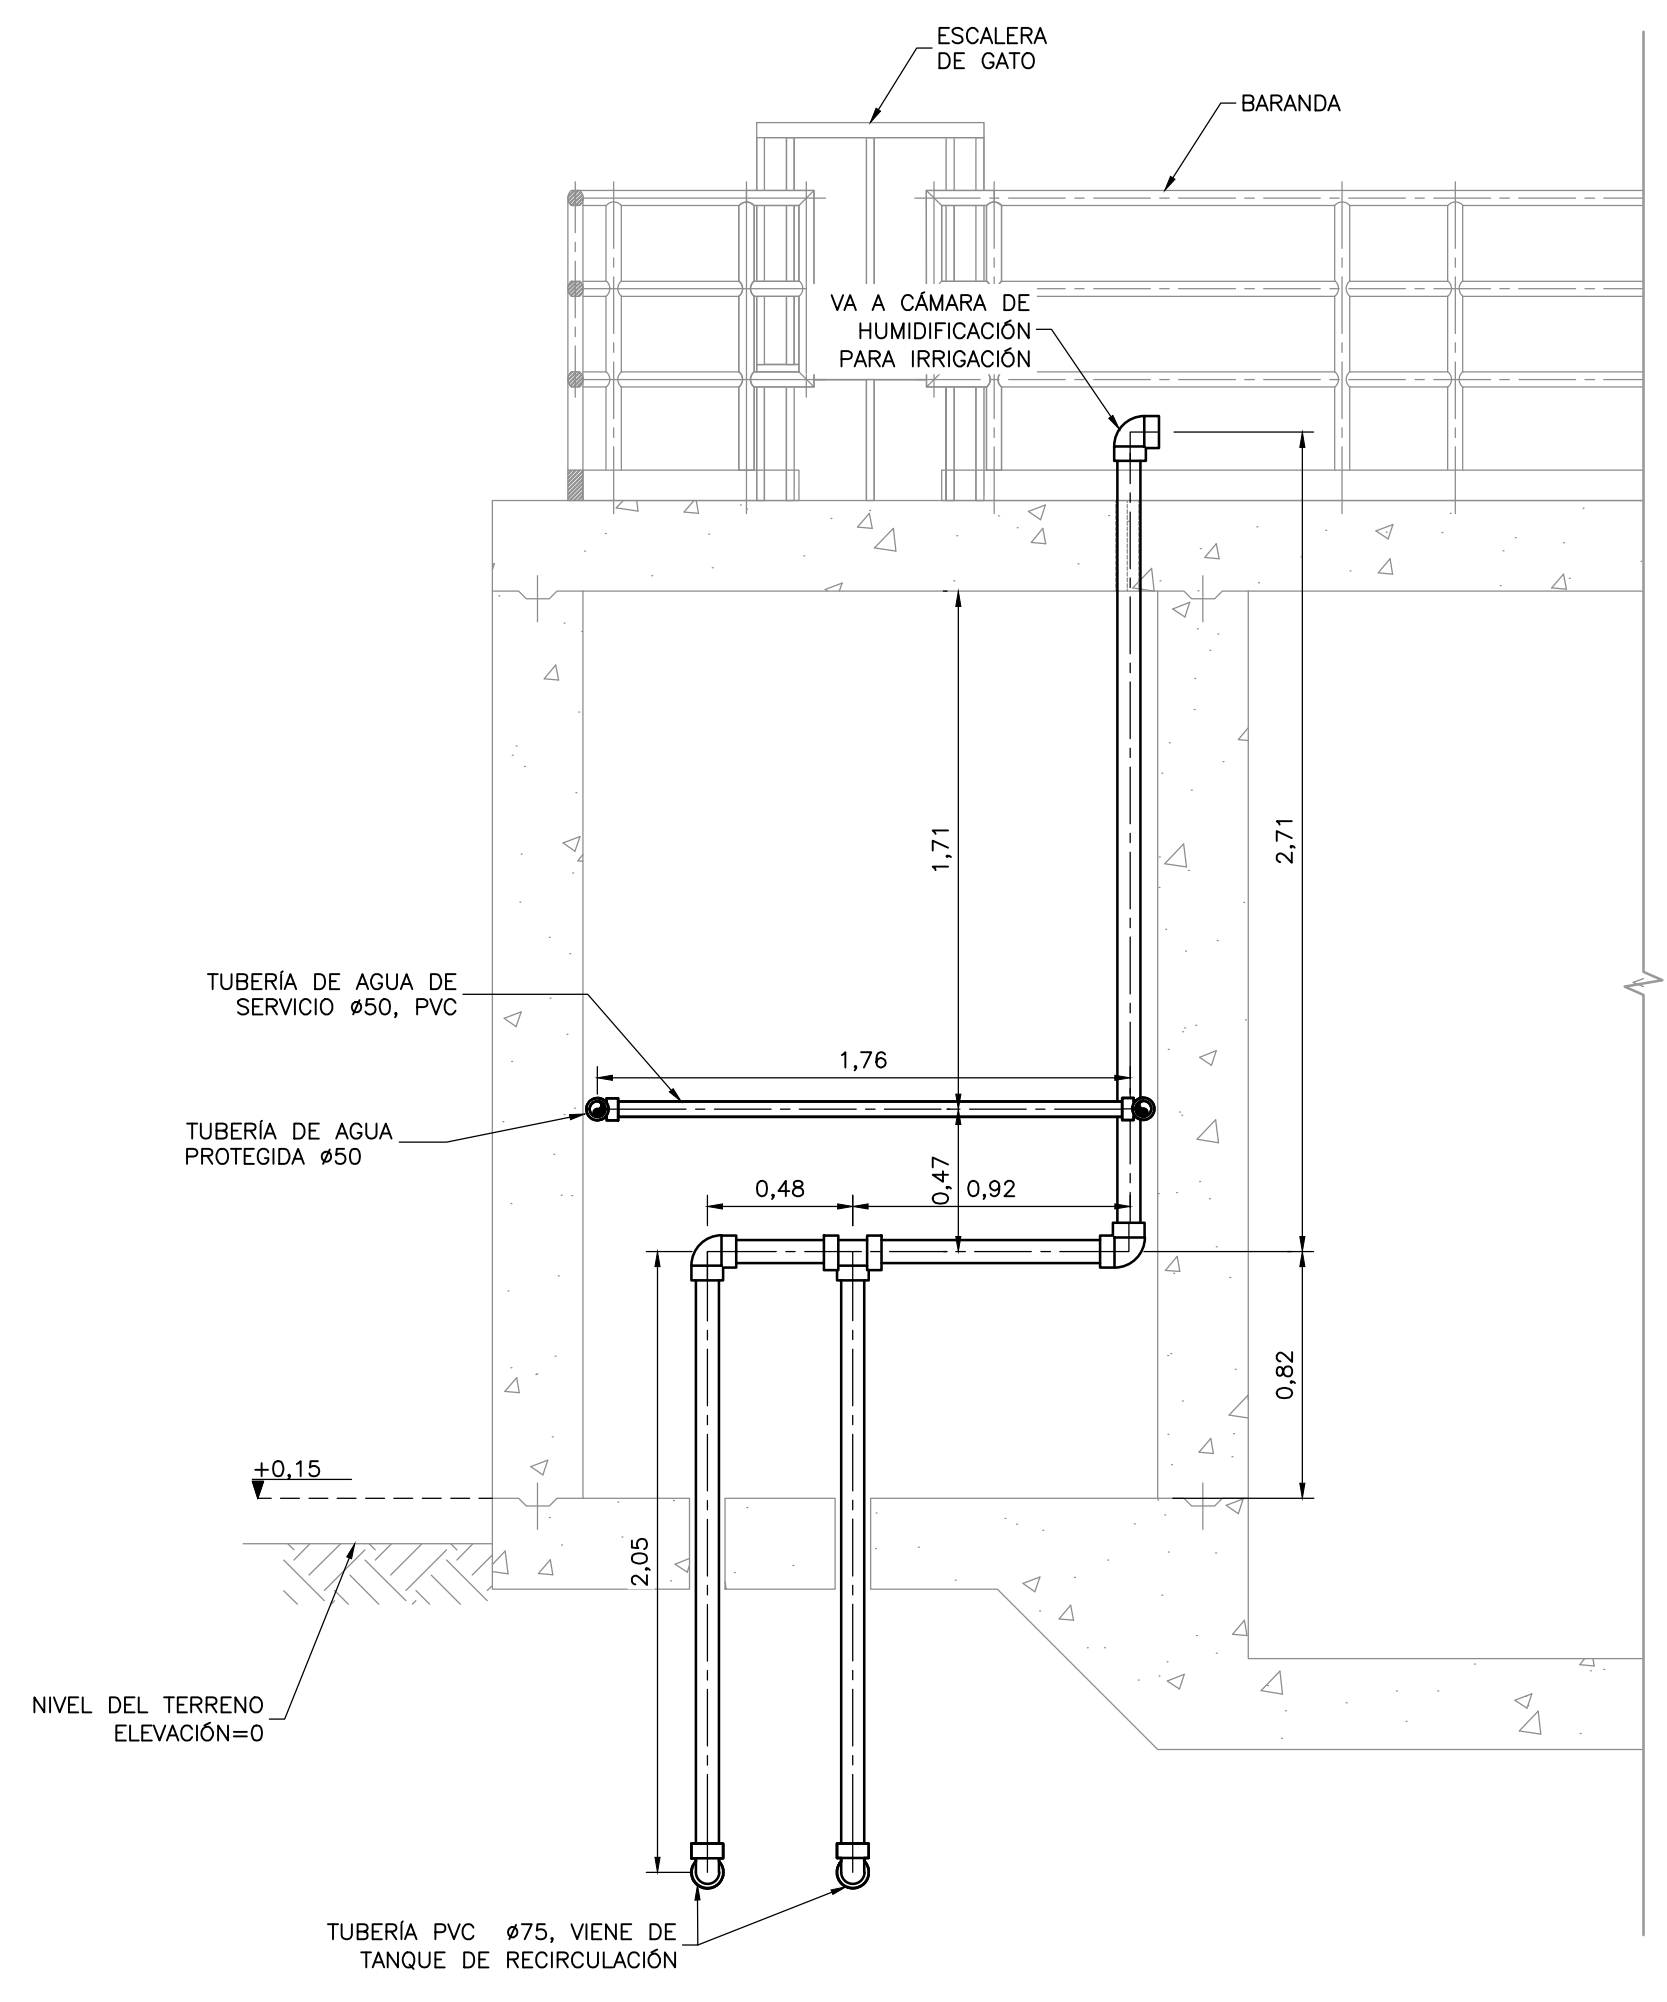 ESCALERA
DE GATO
BARANDA
VA A CÁMARA DE
HUMIDIFICACIÓN
PARA IRRIGACIÓN
1,71
2,71
TUBERÍA DE AGUA DE
SERVICIO ø50, PVC
1,76
TUBERÍA DE AGUA
PROTEGIDA ø50
0,48
0,47
0,92
0,82
+0,15
2,05
NIVEL DEL TERRENO
ELEVACIÓN=0
TUBERÍA PVC ø75, VIENE DE
TANQUE DE RECIRCULACIÓN